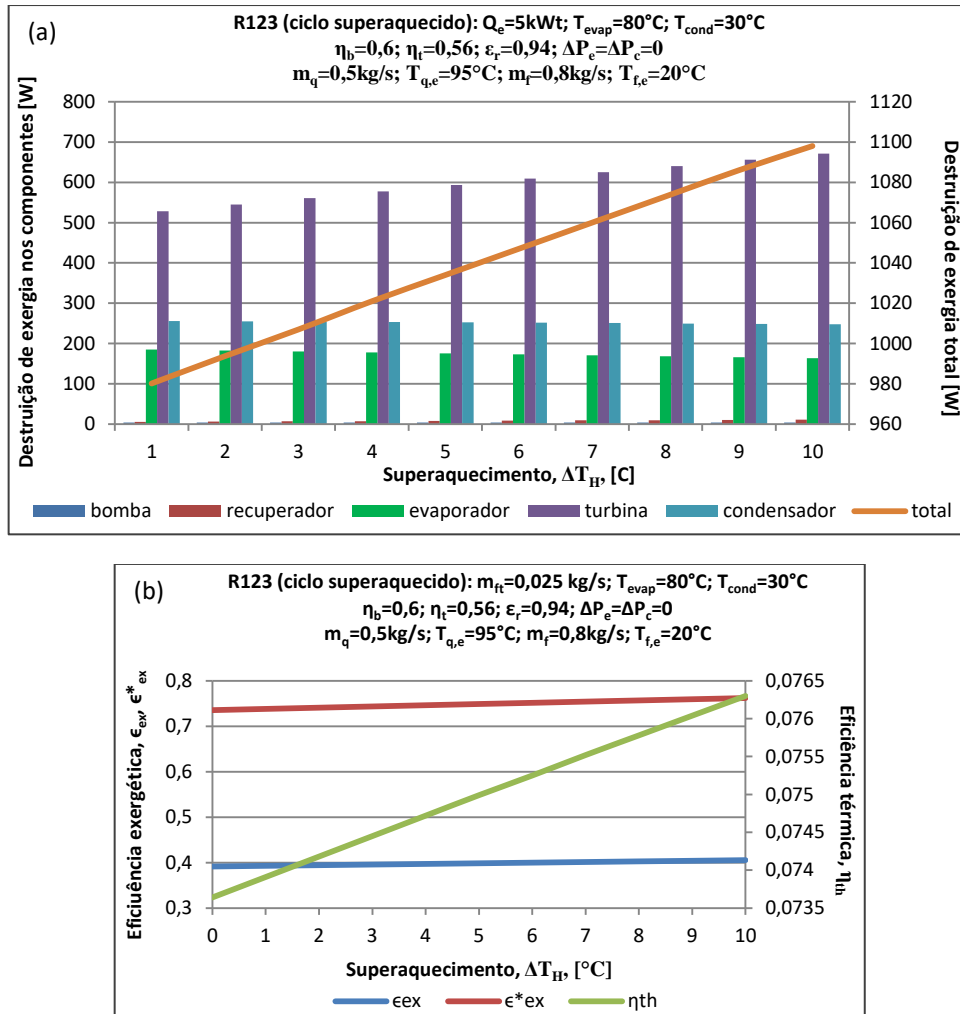 (a)
R123 (ciclo superaquecido): Qe=5kWt; Tevap=80°C; Tcond=30°C
ηb=0,6; ηt=0,56; εr=0,94; ΔPe=ΔPc=0
mq=0,5kg/s; Tq,e=95°C; mf=0,8kg/s; Tf,e=20°C
Destruição de exergia nos componentes [W]
800
700
600
500
400
300
200
100
0
1120
1100
1080
1060
1040
1020
1000
980
960
Destruição de exergia total [W]
1 2 3 4 5 6 7 8 9 10
Superaquecimento, ΔTH, [C]
bomba recuperador evaporador turbina condensador total
(b)
R123 (ciclo superaquecido): mft=0,025 kg/s; Tevap=80°C; Tcond=30°C
ηb=0,6; ηt=0,56; εr=0,94; ΔPe=ΔPc=0
mq=0,5kg/s; Tq,e=95°C; mf=0,8kg/s; Tf,e=20°C
Eficiuência exergética, ϵex, ϵ*ex
0,8
0,7
0,6
0,5
0,4
0,3
0,0765
0,076
0,0755
0,075
0,0745
0,074
0,0735
Eficiência térmica, ηth
0 1 2 3 4 5 6 7 8 9 10
Superaquecimento, ΔTH, [°C]
ϵex ϵ*ex ηth